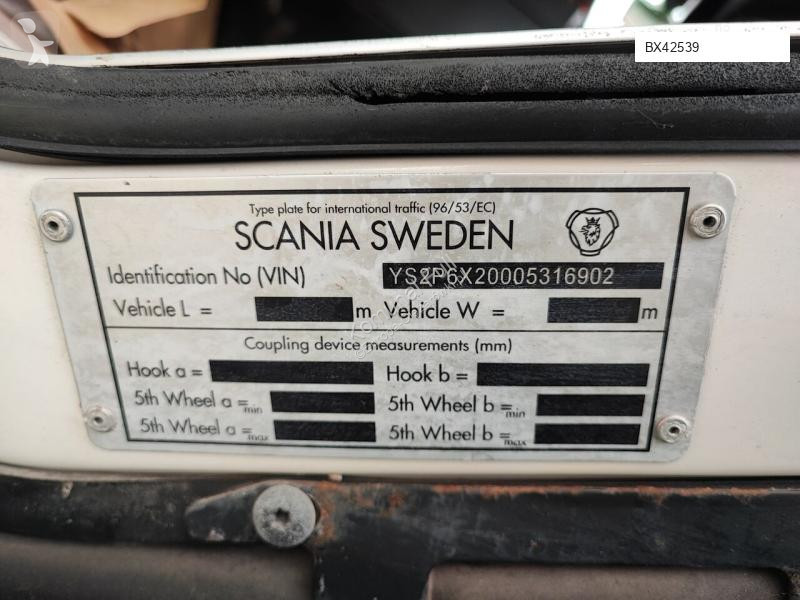 BX42539
Type plate for international traffic (96/53/EC)
SCANIA SWEDEN
Identification No (VIN) YS2P6X20005316902
Vehicle L = m Vehicle W = m
Coupling device measurements (mm)
Hook a = Hook b =
5th Wheel a = min 5th Wheel b = min
5th Wheel a = max 5th Wheel b = max